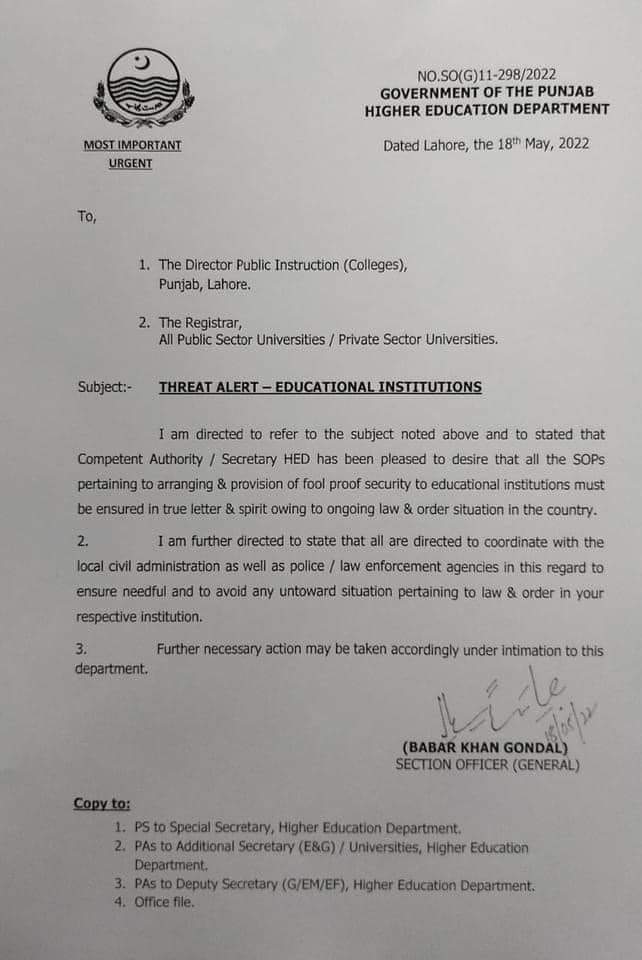 NO.SO(G)11-298/2022
GOVERNMENT OF THE PUNJAB
HIGHER EDUCATION DEPARTMENT
MOST IMPORTANT
URGENT
Dated Lahore, the 18th May, 2022
To,
1. The Director Public Instruction (Colleges),
Punjab, Lahore.
2. The Registrar,
All Public Sector Universities / Private Sector Universities.
Subject:- THREAT ALERT – EDUCATIONAL INSTITUTIONS
I am directed to refer to the subject noted above and to stated that
Competent Authority / Secretary HED has been pleased to desire that all the SOPs
pertaining to arranging & provision of fool proof security to educational institutions must
be ensured in true letter & spirit owing to ongoing law & order situation in the country.
2. I am further directed to state that all are directed to coordinate with the
local civil administration as well as police / law enforcement agencies in this regard to
ensure needful and to avoid any untoward situation pertaining to law & order in your
respective institution.
3. Further necessary action may be taken accordingly under intimation to this
department.
18/05/22
(BABAR KHAN GONDAL)
SECTION OFFICER (GENERAL)
Copy to:
1. PS to Special Secretary, Higher Education Department.
2. PAs to Additional Secretary (E&G) / Universities, Higher Education
Department.
3. PAs to Deputy Secretary (G/EM/EF), Higher Education Department.
4. Office file.